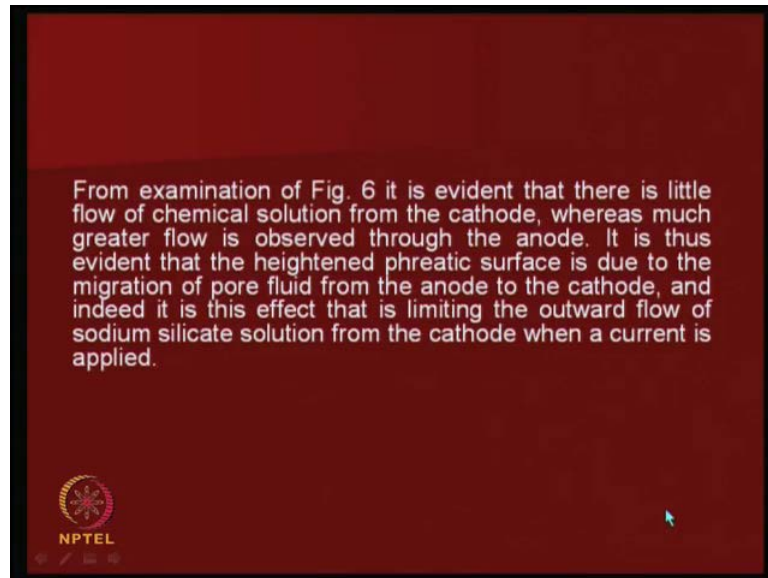 From examination of Fig. 6 it is evident that there is little
flow of chemical solution from the cathode, whereas much
greater flow is observed through the anode. It is thus
evident that the heightened phreatic surface is due to the
migration of pore fluid from the anode to the cathode, and
indeed it is this effect that is limiting the outward flow of
sodium silicate solution from the cathode when a current is
applied.
NPTEL